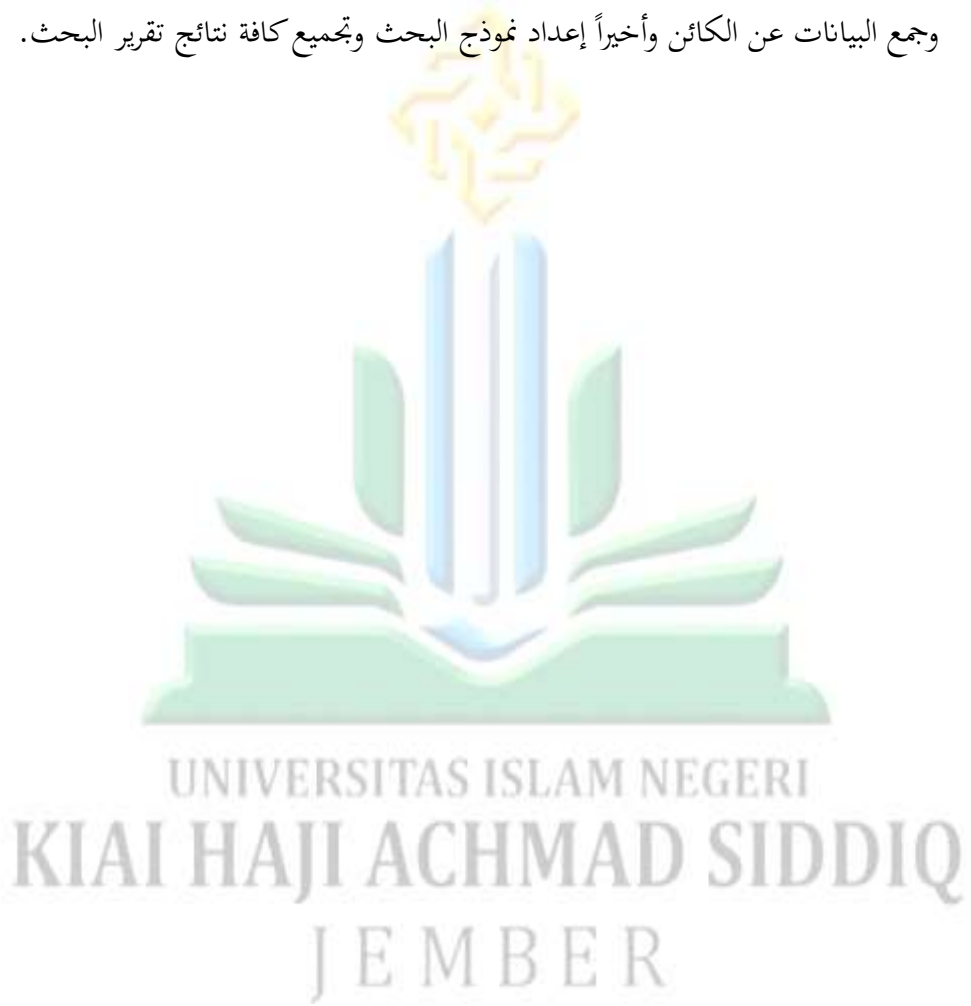 وجمع البيانات عن الكائن وأخيراً إعداد نموذج البحث وتجميع كافة نتائج تقرير البحث.
UNIVERSITAS ISLAM NEGERI
KIAI HAJI ACHMAD SIDDIQ
JEMBER